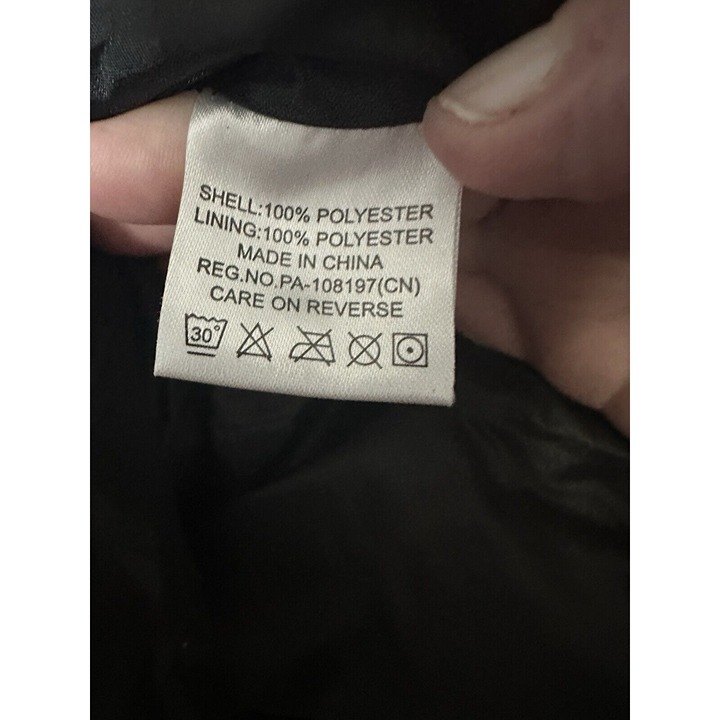 SHELL:100% POLYESTER
LINING:100% POLYESTER
MADE IN CHINA
REG.NO.PA-108197(CN)
CARE ON REVERSE
30°